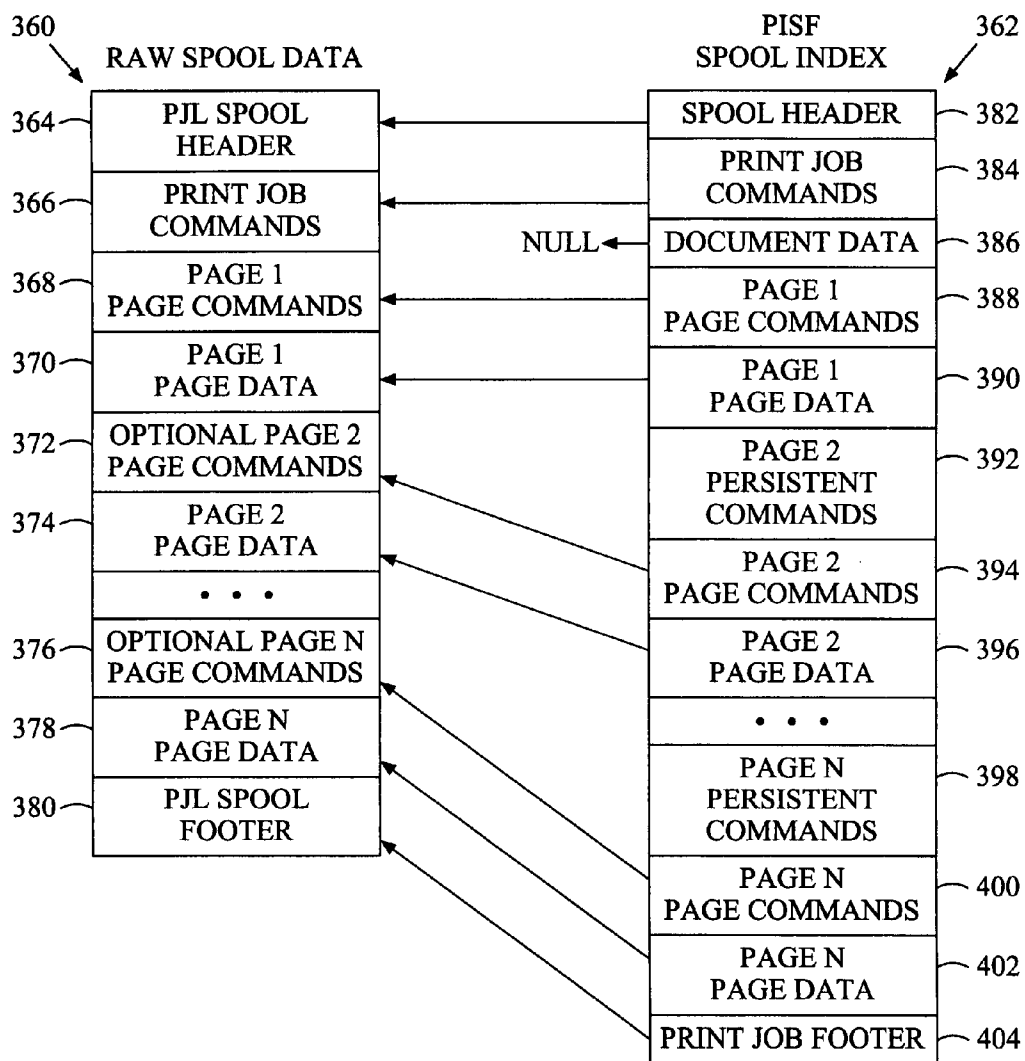 360
RAW SPOOL DATA
364
PJL SPOOL
HEADER
366
PRINT JOB
COMMANDS
368
PAGE 1
PAGE COMMANDS
370
PAGE 1
PAGE DATA
372
OPTIONAL PAGE 2
PAGE COMMANDS
374
PAGE 2
PAGE DATA
• • •
376
OPTIONAL PAGE N
PAGE COMMANDS
378
PAGE N
PAGE DATA
380
PJL SPOOL
FOOTER
PISF
SPOOL INDEX
362
SPOOL HEADER
382
PRINT JOB
COMMANDS
384
NULL
DOCUMENT DATA
386
PAGE 1
PAGE COMMANDS
388
PAGE 1
PAGE DATA
390
PAGE 2
PERSISTENT
COMMANDS
392
PAGE 2
PAGE COMMANDS
394
PAGE 2
PAGE DATA
396
• • •
PAGE N
PERSISTENT
COMMANDS
398
PAGE N
PAGE COMMANDS
400
PAGE N
PAGE DATA
402
PRINT JOB FOOTER
404